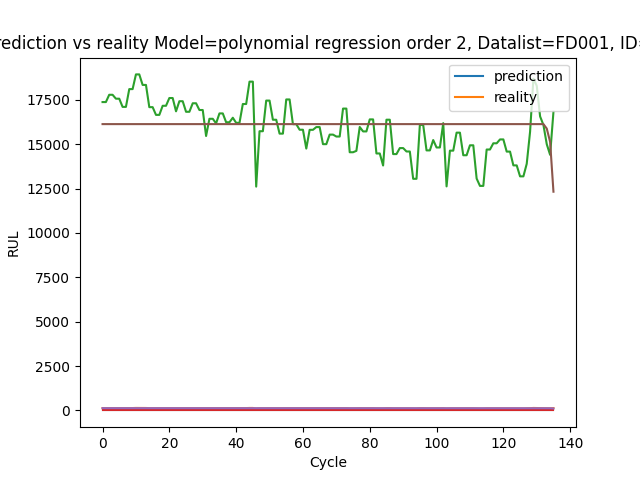 rediction vs reality Model=polynomial regression order 2, Datalist=FD001, ID=
prediction
reality
17500
15000
12500
10000
7500
5000
2500
0
RUL
0 20 40 60 80 100 120 140
Cycle